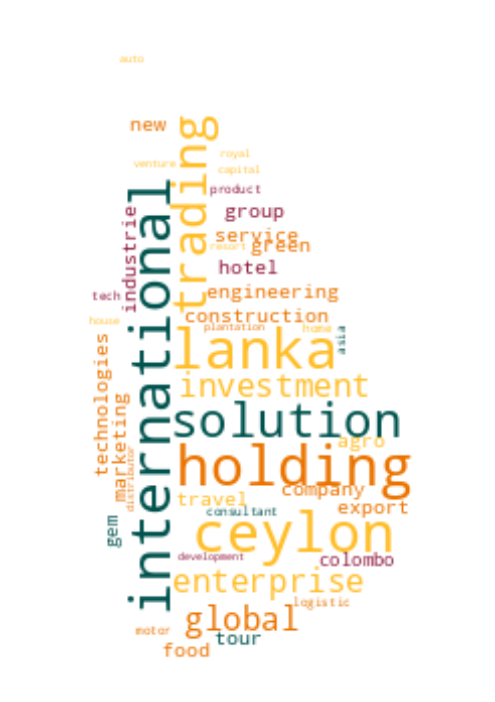 auto
new
trading
royal
venture
capital
international
product
industrie
group
service
resort
green
hotel
tech
engineering
construction
house
plantation
home
asia
lanka
technologies
investment
marketing
solution
agro
distributor
holding
company
travel
export
gem
consultant
ceylon
development
colombo
enterprise
logistic
global
motor
tour
food